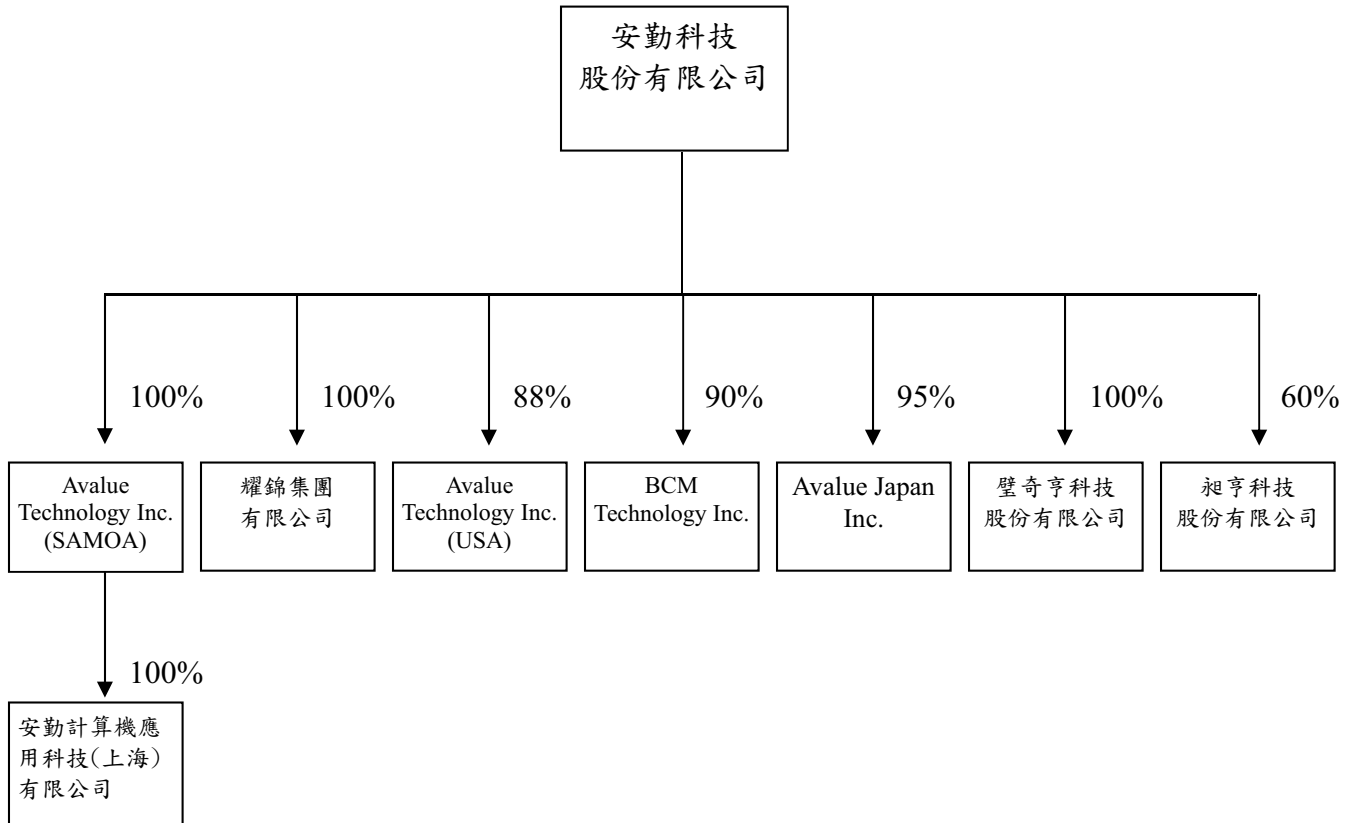 安勤科技
股份有限公司
100%
100%
88%
90%
95%
100%
60%
Avalue
Technology Inc.
(SAMOA)
耀錦集團
有限公司
Avalue
Technology Inc.
(USA)
BCM
Technology Inc.
Avalue Japan
Inc.
壁奇亨科技
股份有限公司
昶亨科技
股份有限公司
100%
安勤計算機應
用科技(上海)
有限公司